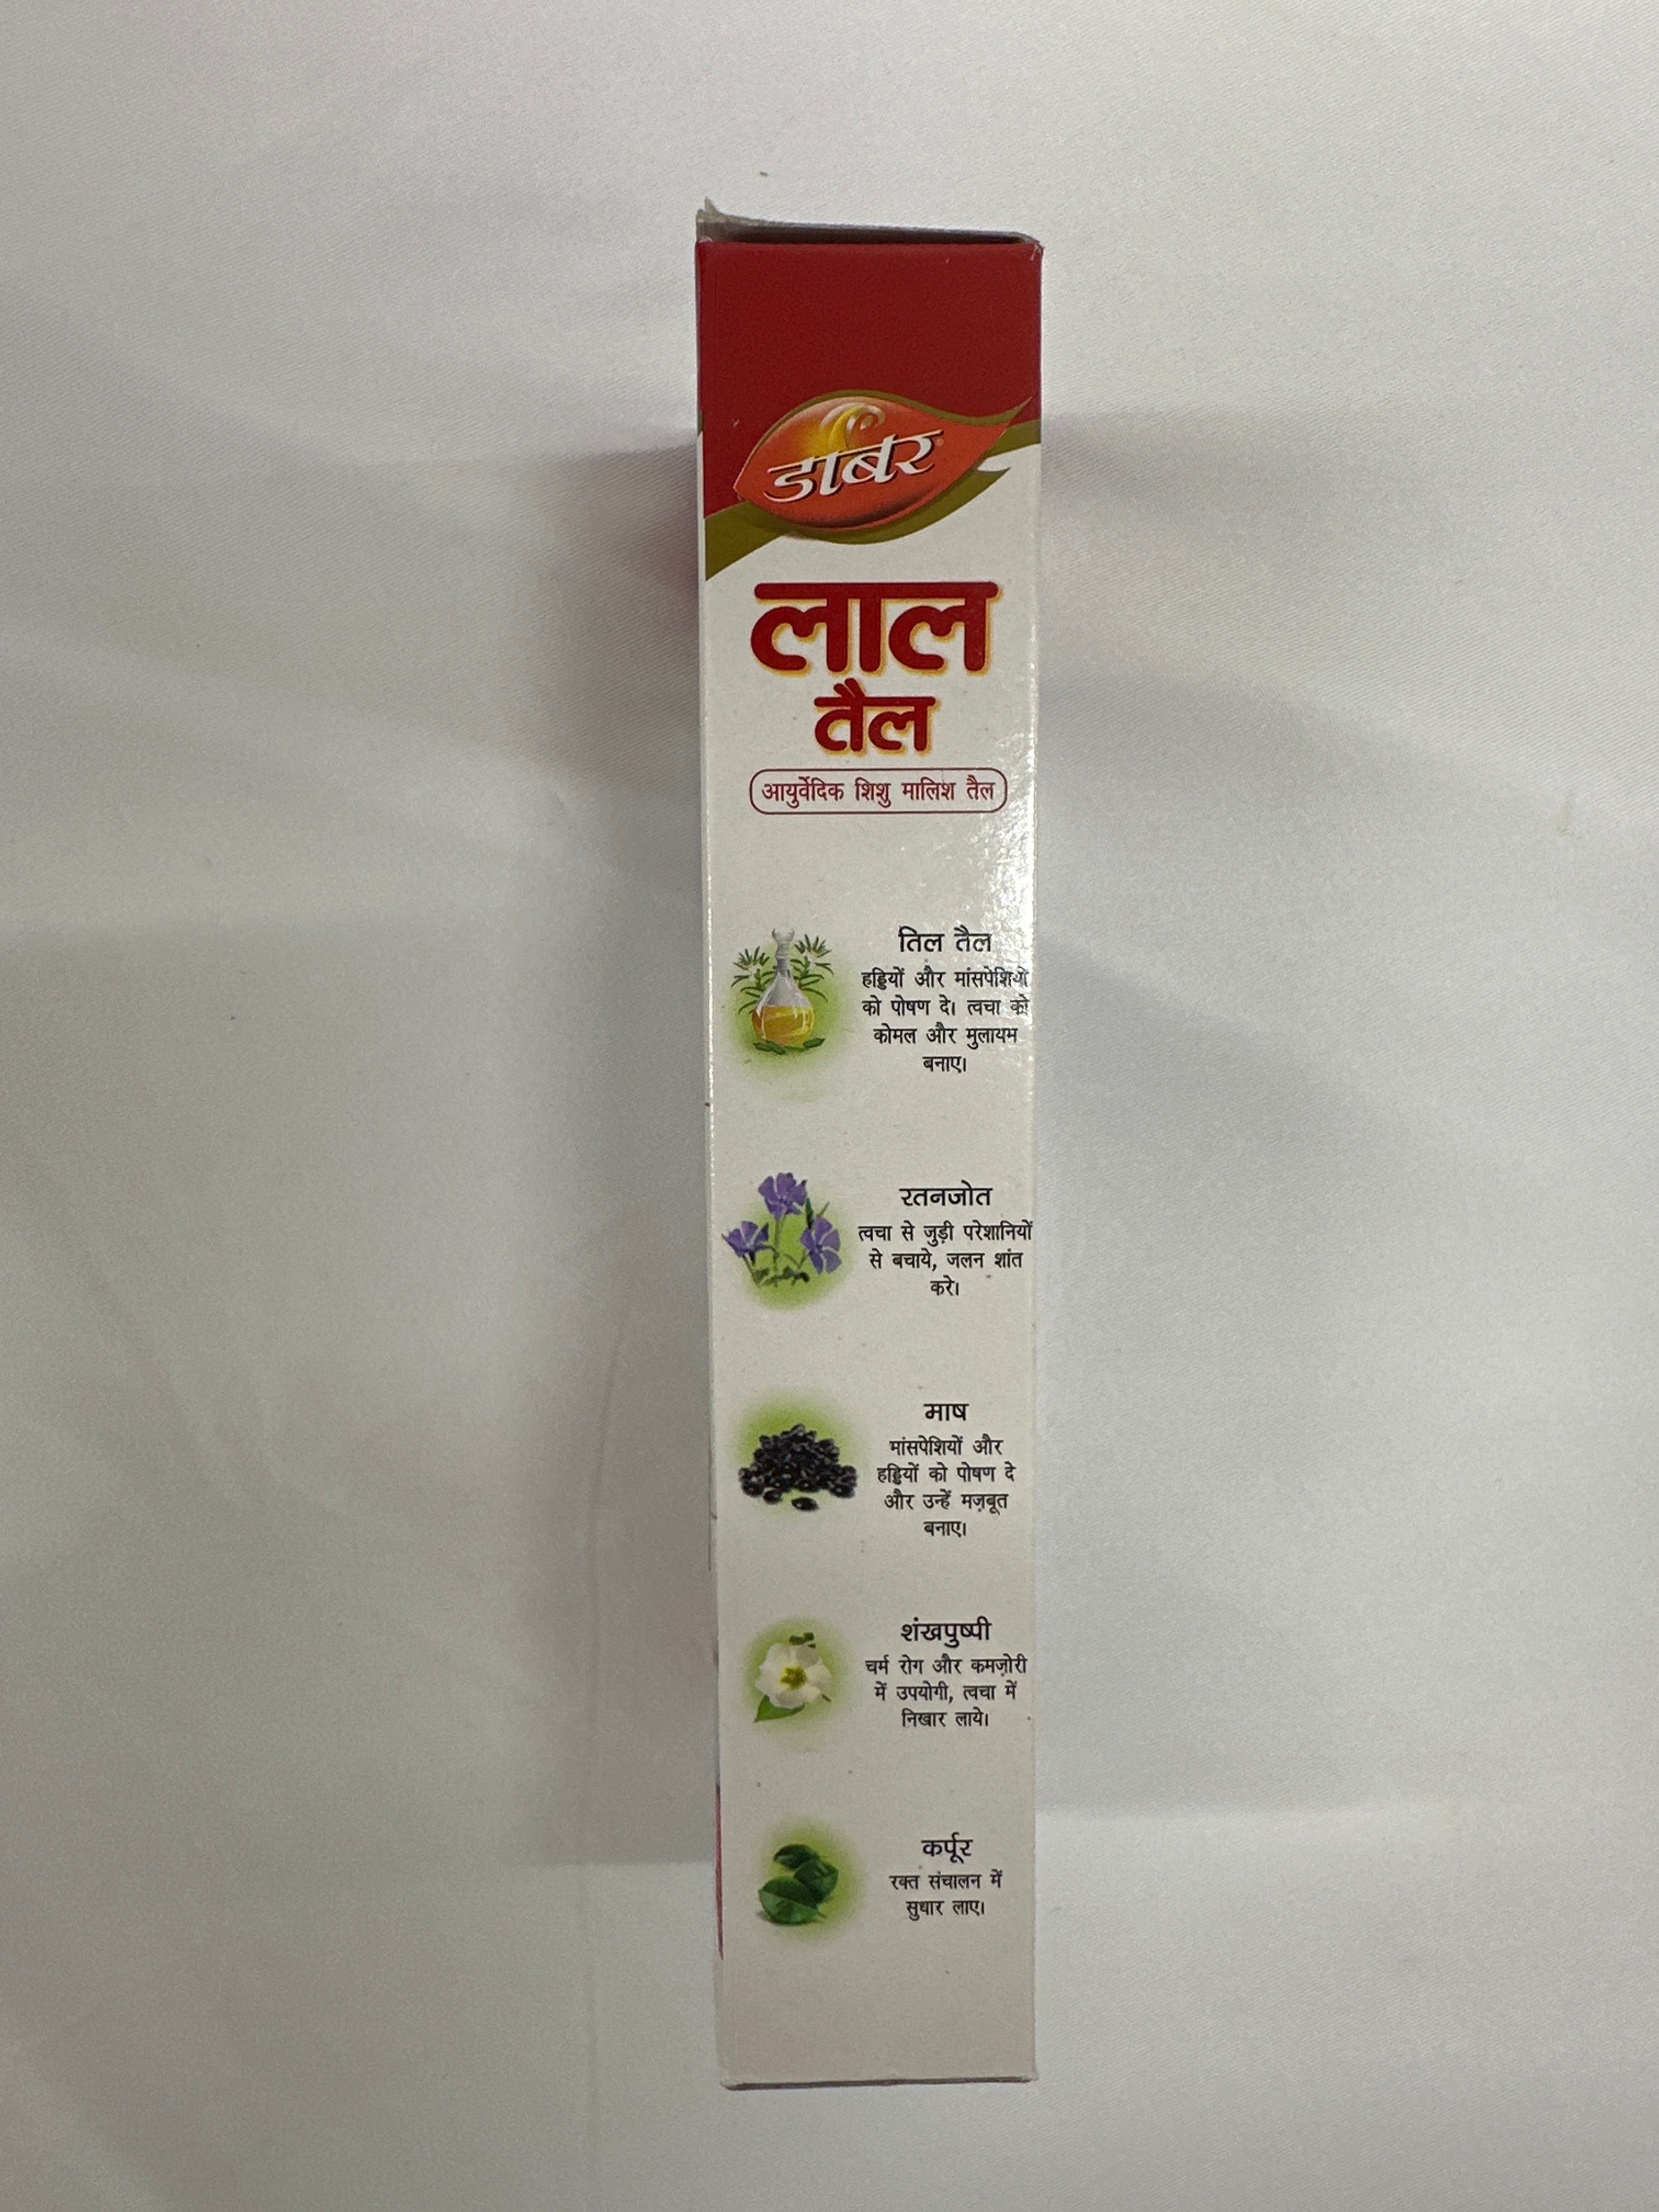 डाबर
लाल
तैल
आयुर्वेदिक शिशु मालिश तैल
तिल तैल
हड्डियों और मांसपेशियों
को पोषण दे। त्वचा को
कोमल और मुलायम
बनाए।
रतनजोत
त्वचा से जुड़ी परेशानियों
से बचाये, जलन शांत
करे।
माष
मांसपेशियों और
हड्डियों को पोषण दे
और उन्हें मज़बूत
बनाए।
शंखपुष्पी
चर्म रोग और कमज़ोरी
में उपयोगी, त्वचा में
निखार लाये।
कर्पूर
रक्त संचालन में
सुधार लाए।